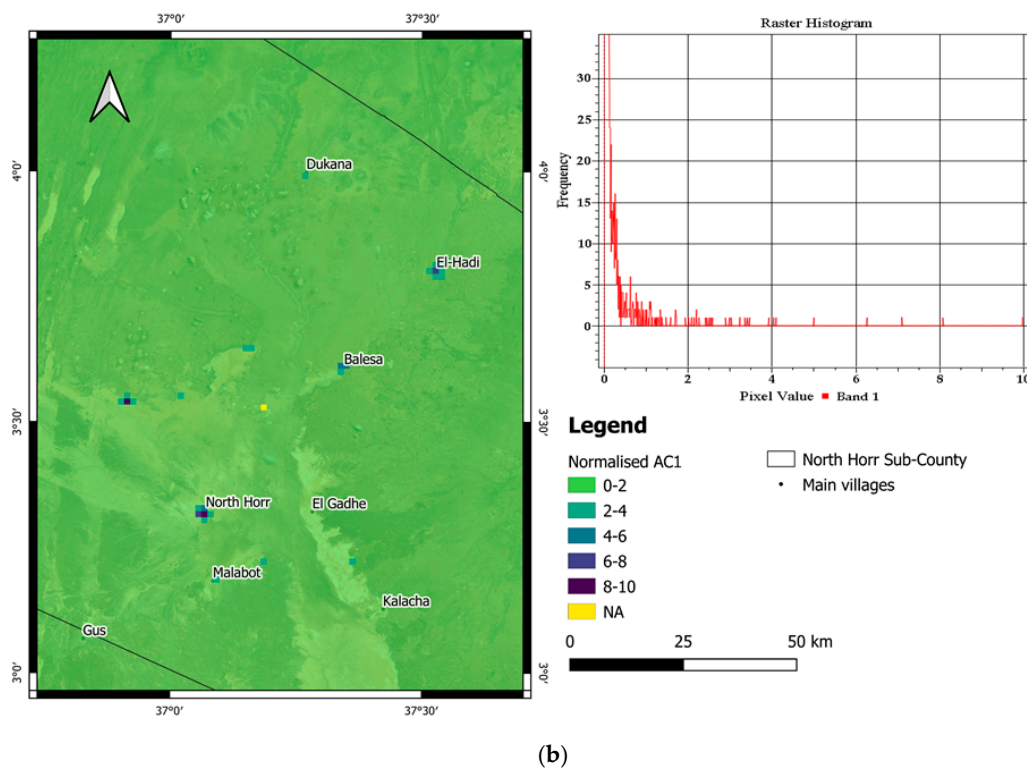 37°0'
37°30'
4°0'
3°30'
3°0'
Dukana
El-Hadi
Balesa
North Horr
El Gadhe
Malabot
Kalacha
Gus
4°0'
3°30'
3°0'
37°0'
37°30'
Raster Histogram
Frequency
30
25
20
15
10
5
0
0
2
4
6
8
10
Pixel Value Band 1
Legend
Normalised AC1
0-2
2-4
4-6
6-8
8-10
NA
North Horr Sub-County
Main villages
0
25
50 km
(b)